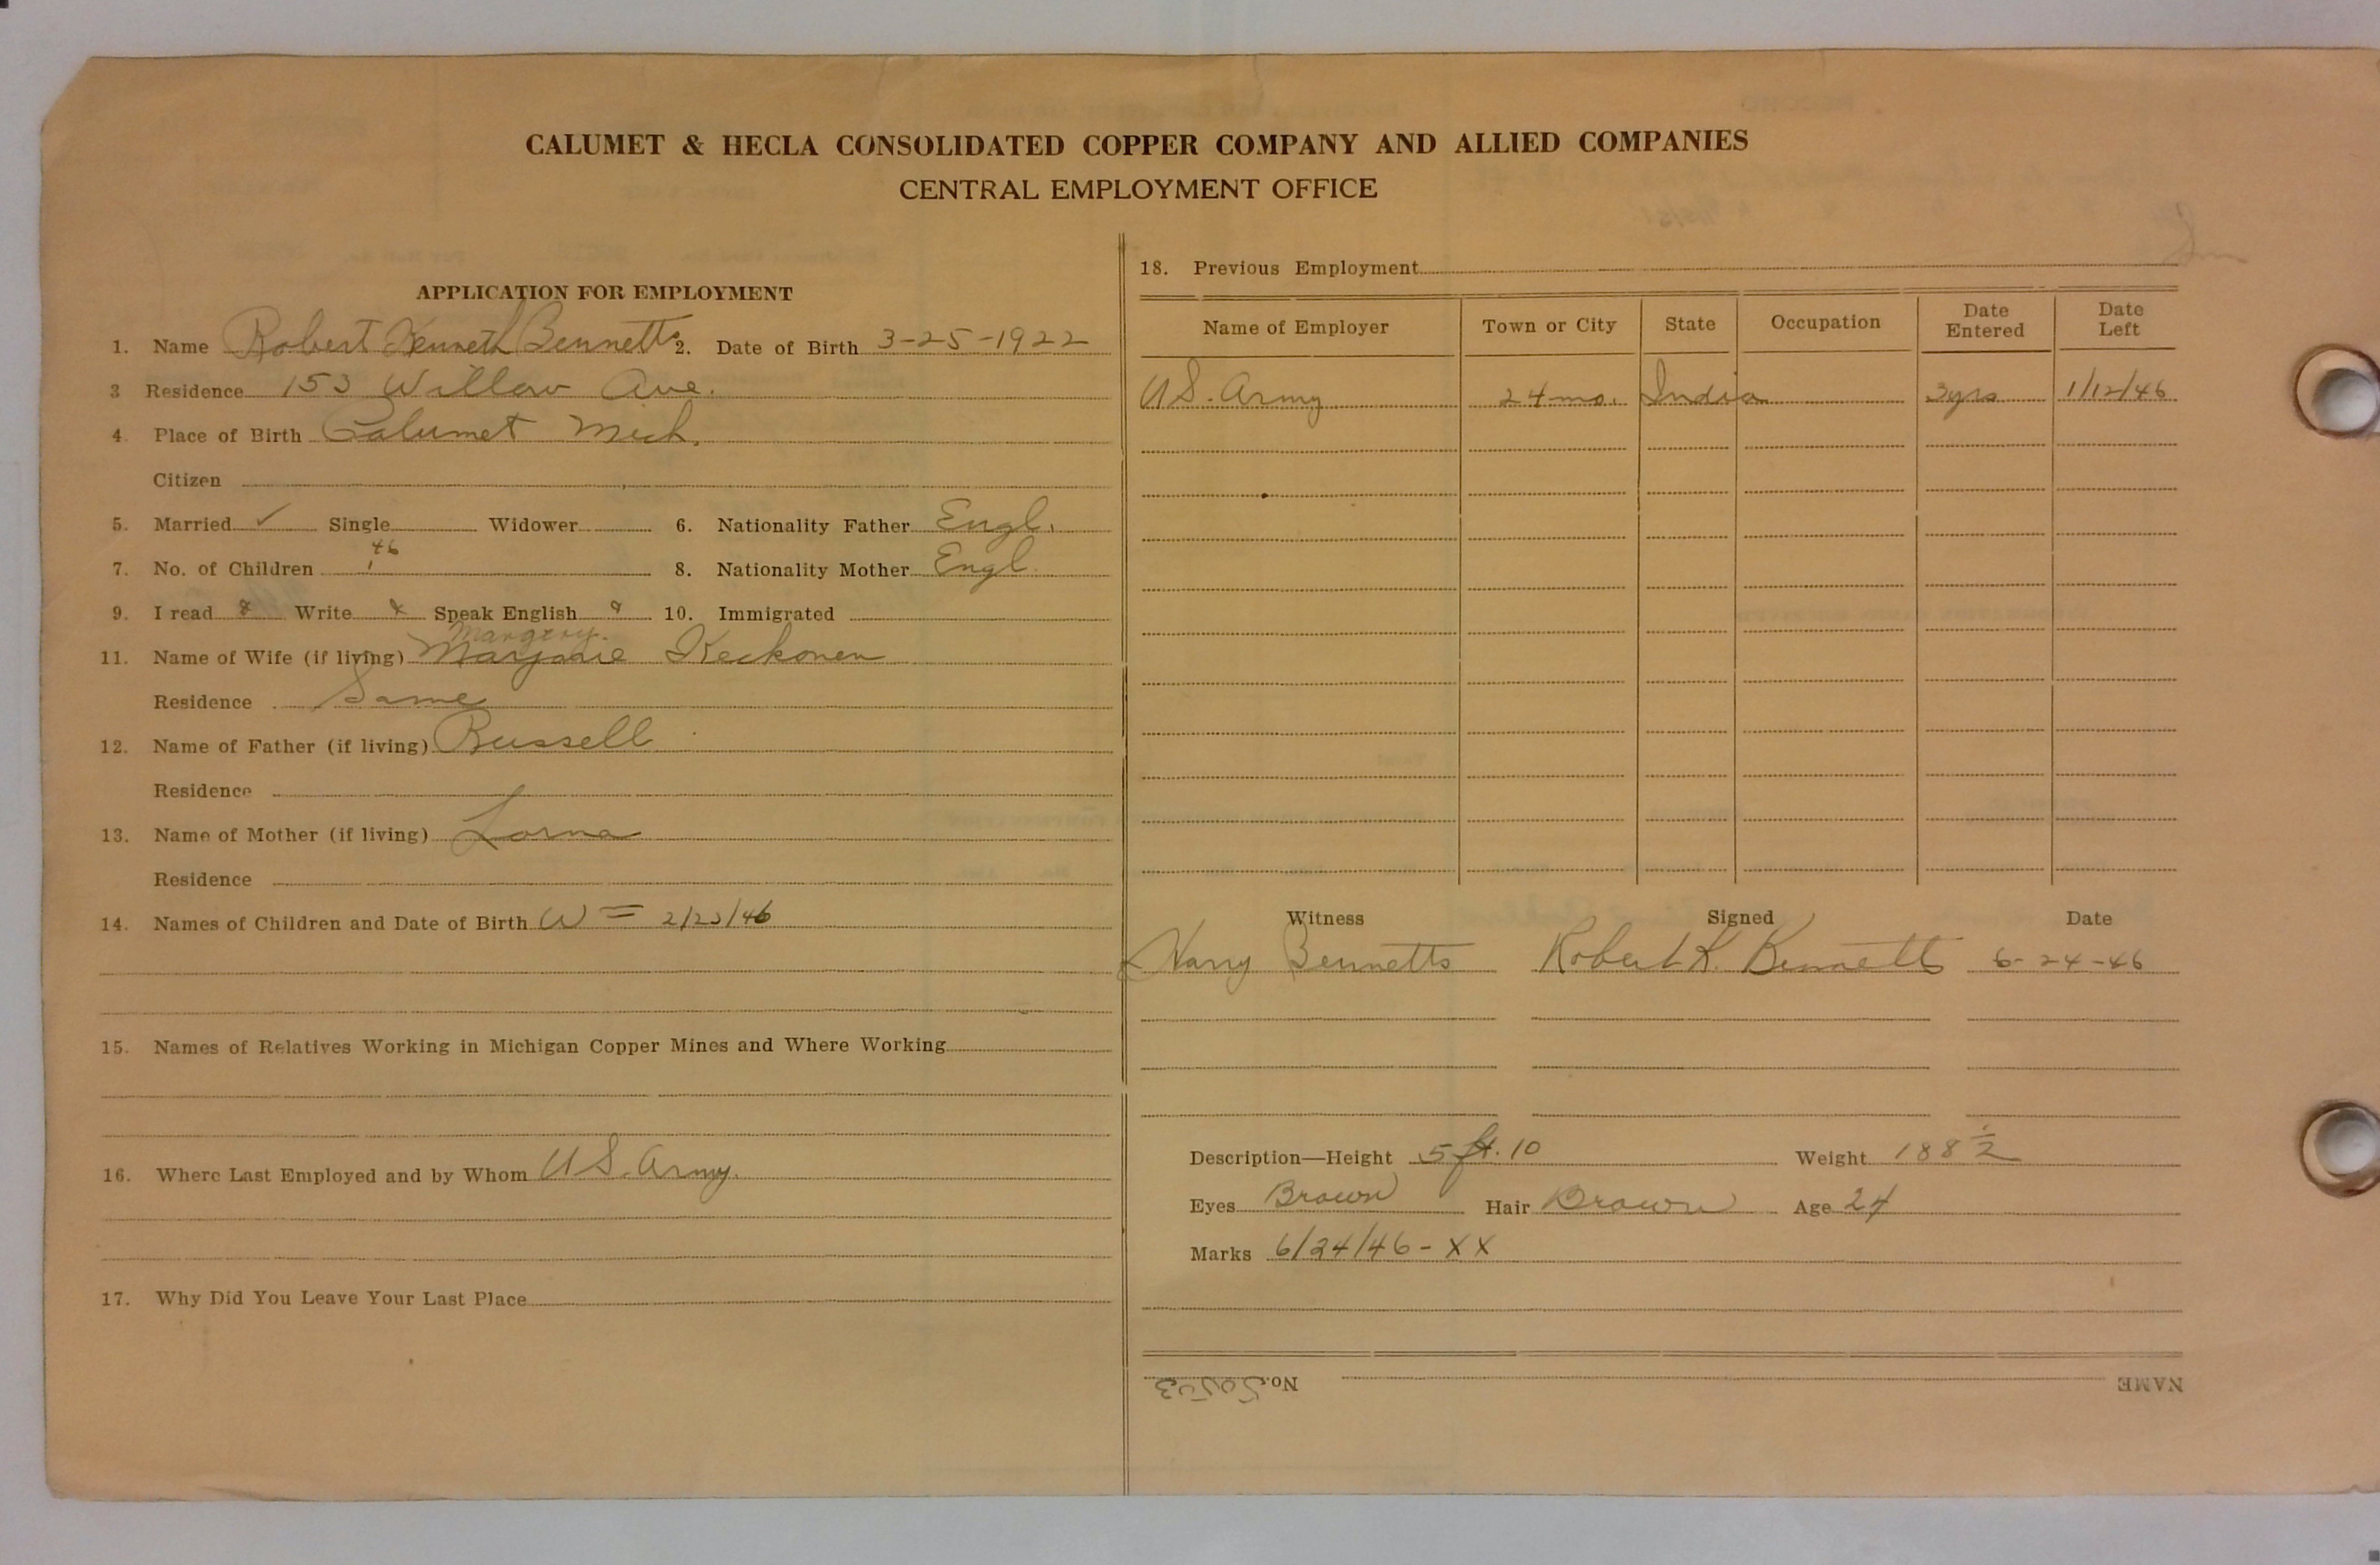 CALUMET & HECLA CONSOLIDATED COPPER COMPANY AND ALLIED COMPANIES
CENTRAL EMPLOYMENT OFFICE
APPLICATION FOR EMPLOYMENT
1. Name Robert Kenneth Bennetts 2. Date of Birth 3-25-1922
3 Residence 153 Willow Ave.
4. Place of Birth Calumet Mich.
Citizen
5. Married ✓ Single Widower 6. Nationality Father Engl.
46
7. No. of Children 1 8. Nationality Mother Engl.
9. I read Write Speak English 10. Immigrated
Margery.
11. Name of Wife (if living) Marjorie Keckonen
Residence Same
12. Name of Father (if living) Russell
Residence
13. Name of Mother (if living) Lorna
Residence
14. Names of Children and Date of Birth W = 2/23/46
15. Names of Relatives Working in Michigan Copper Mines and Where Working
16. Where Last Employed and by Whom U S. Army.
17. Why Did You Leave Your Last Place
18. Previous Employment
Name of Employer Town or City State Occupation Date Entered Date Left
U S. Army 24 mo. India 3yrs 1/12/46
Witness Signed Date
Harry Bennetts Robert K. Bennetts 6-24-46
Description—Height 5 ft. 10 Weight 188 1/2
Eyes Brown Hair Brown Age 24
Marks 6/24/46 - XX
NAME No. 50503